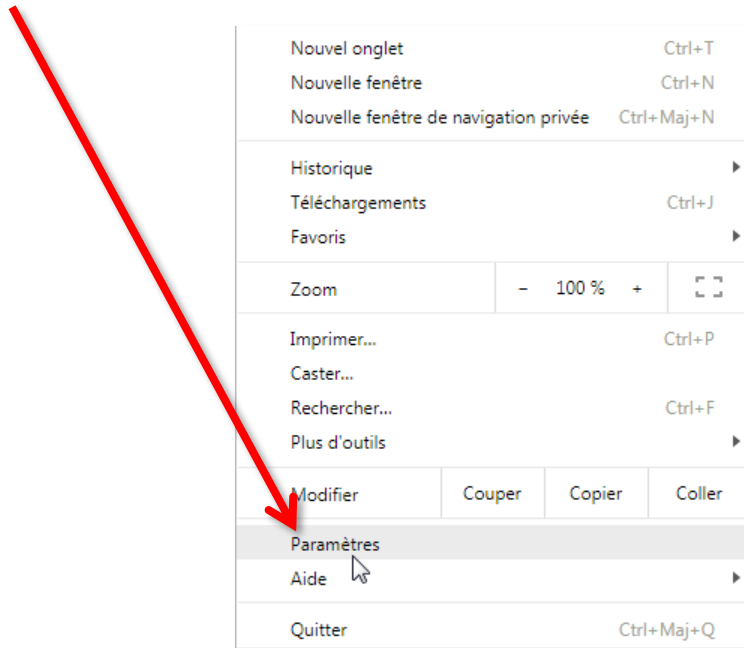 Nouvel onglet Ctrl+T
Nouvelle fenêtre Ctrl+N
Nouvelle fenêtre de navigation privée Ctrl+Maj+N
Historique
Téléchargements Ctrl+J
Favoris
Zoom - 100 % +
Imprimer... Ctrl+P
Caster...
Rechercher... Ctrl+F
Plus d'outils
Modifier Couper Copier Coller
Paramètres
Aide
Quitter Ctrl+Maj+Q